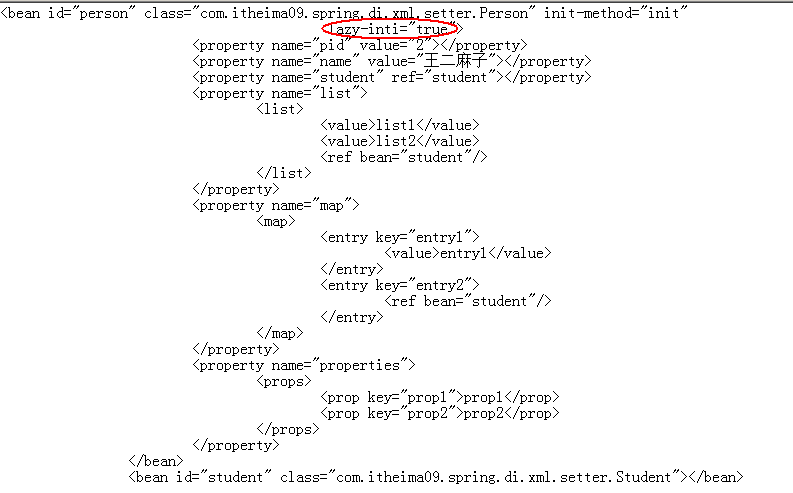 <bean id="person" class="com.itheima09.spring.di.xml.setter.Person" init-method="init"
lazy-inti="true">
<property name="pid" value="2"></property>
<property name="name" value="王二麻子"></property>
<property name="student" ref="student"></property>
<property name="list">
<list>
<value>list1</value>
<value>list2</value>
<ref bean="student"/>
</list>
</property>
<property name="map">
<map>
<entry key="entry1">
<value>entry1</value>
</entry>
<entry key="entry2">
<ref bean="student"/>
</entry>
</map>
</property>
<property name="properties">
<props>
<prop key="prop1">prop1</prop>
<prop key="prop2">prop2</prop>
</props>
</property>
</bean>
<bean id="student" class="com.itheima09.spring.di.xml.setter.Student"></bean>